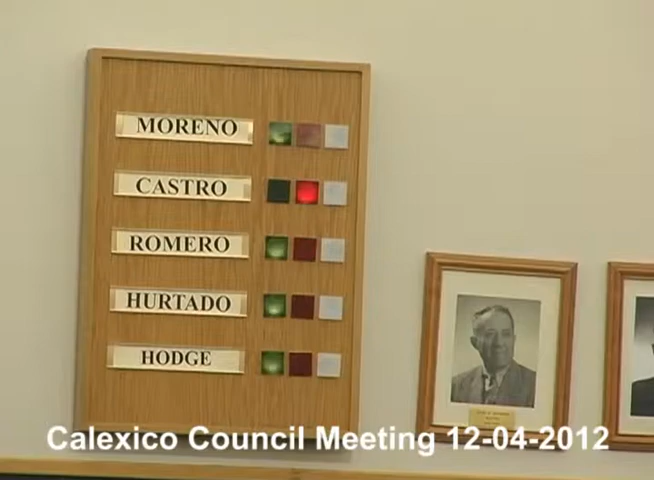 MORENO
CASTRO
ROMERO
HURTADO
HODGE
Calexico Council Meeting 12-04-2012